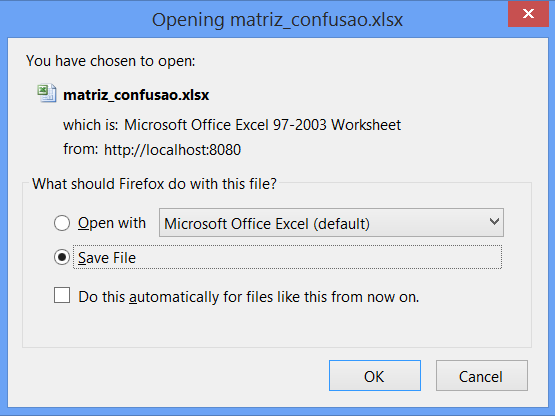 Opening matriz_confusao.xlsx
You have chosen to open:
matriz_confusao.xlsx
which is: Microsoft Office Excel 97-2003 Worksheet
from: http://localhost:8080
What should Firefox do with this file?
Open with Microsoft Office Excel (default)
Save File
Do this automatically for files like this from now on.
OK Cancel